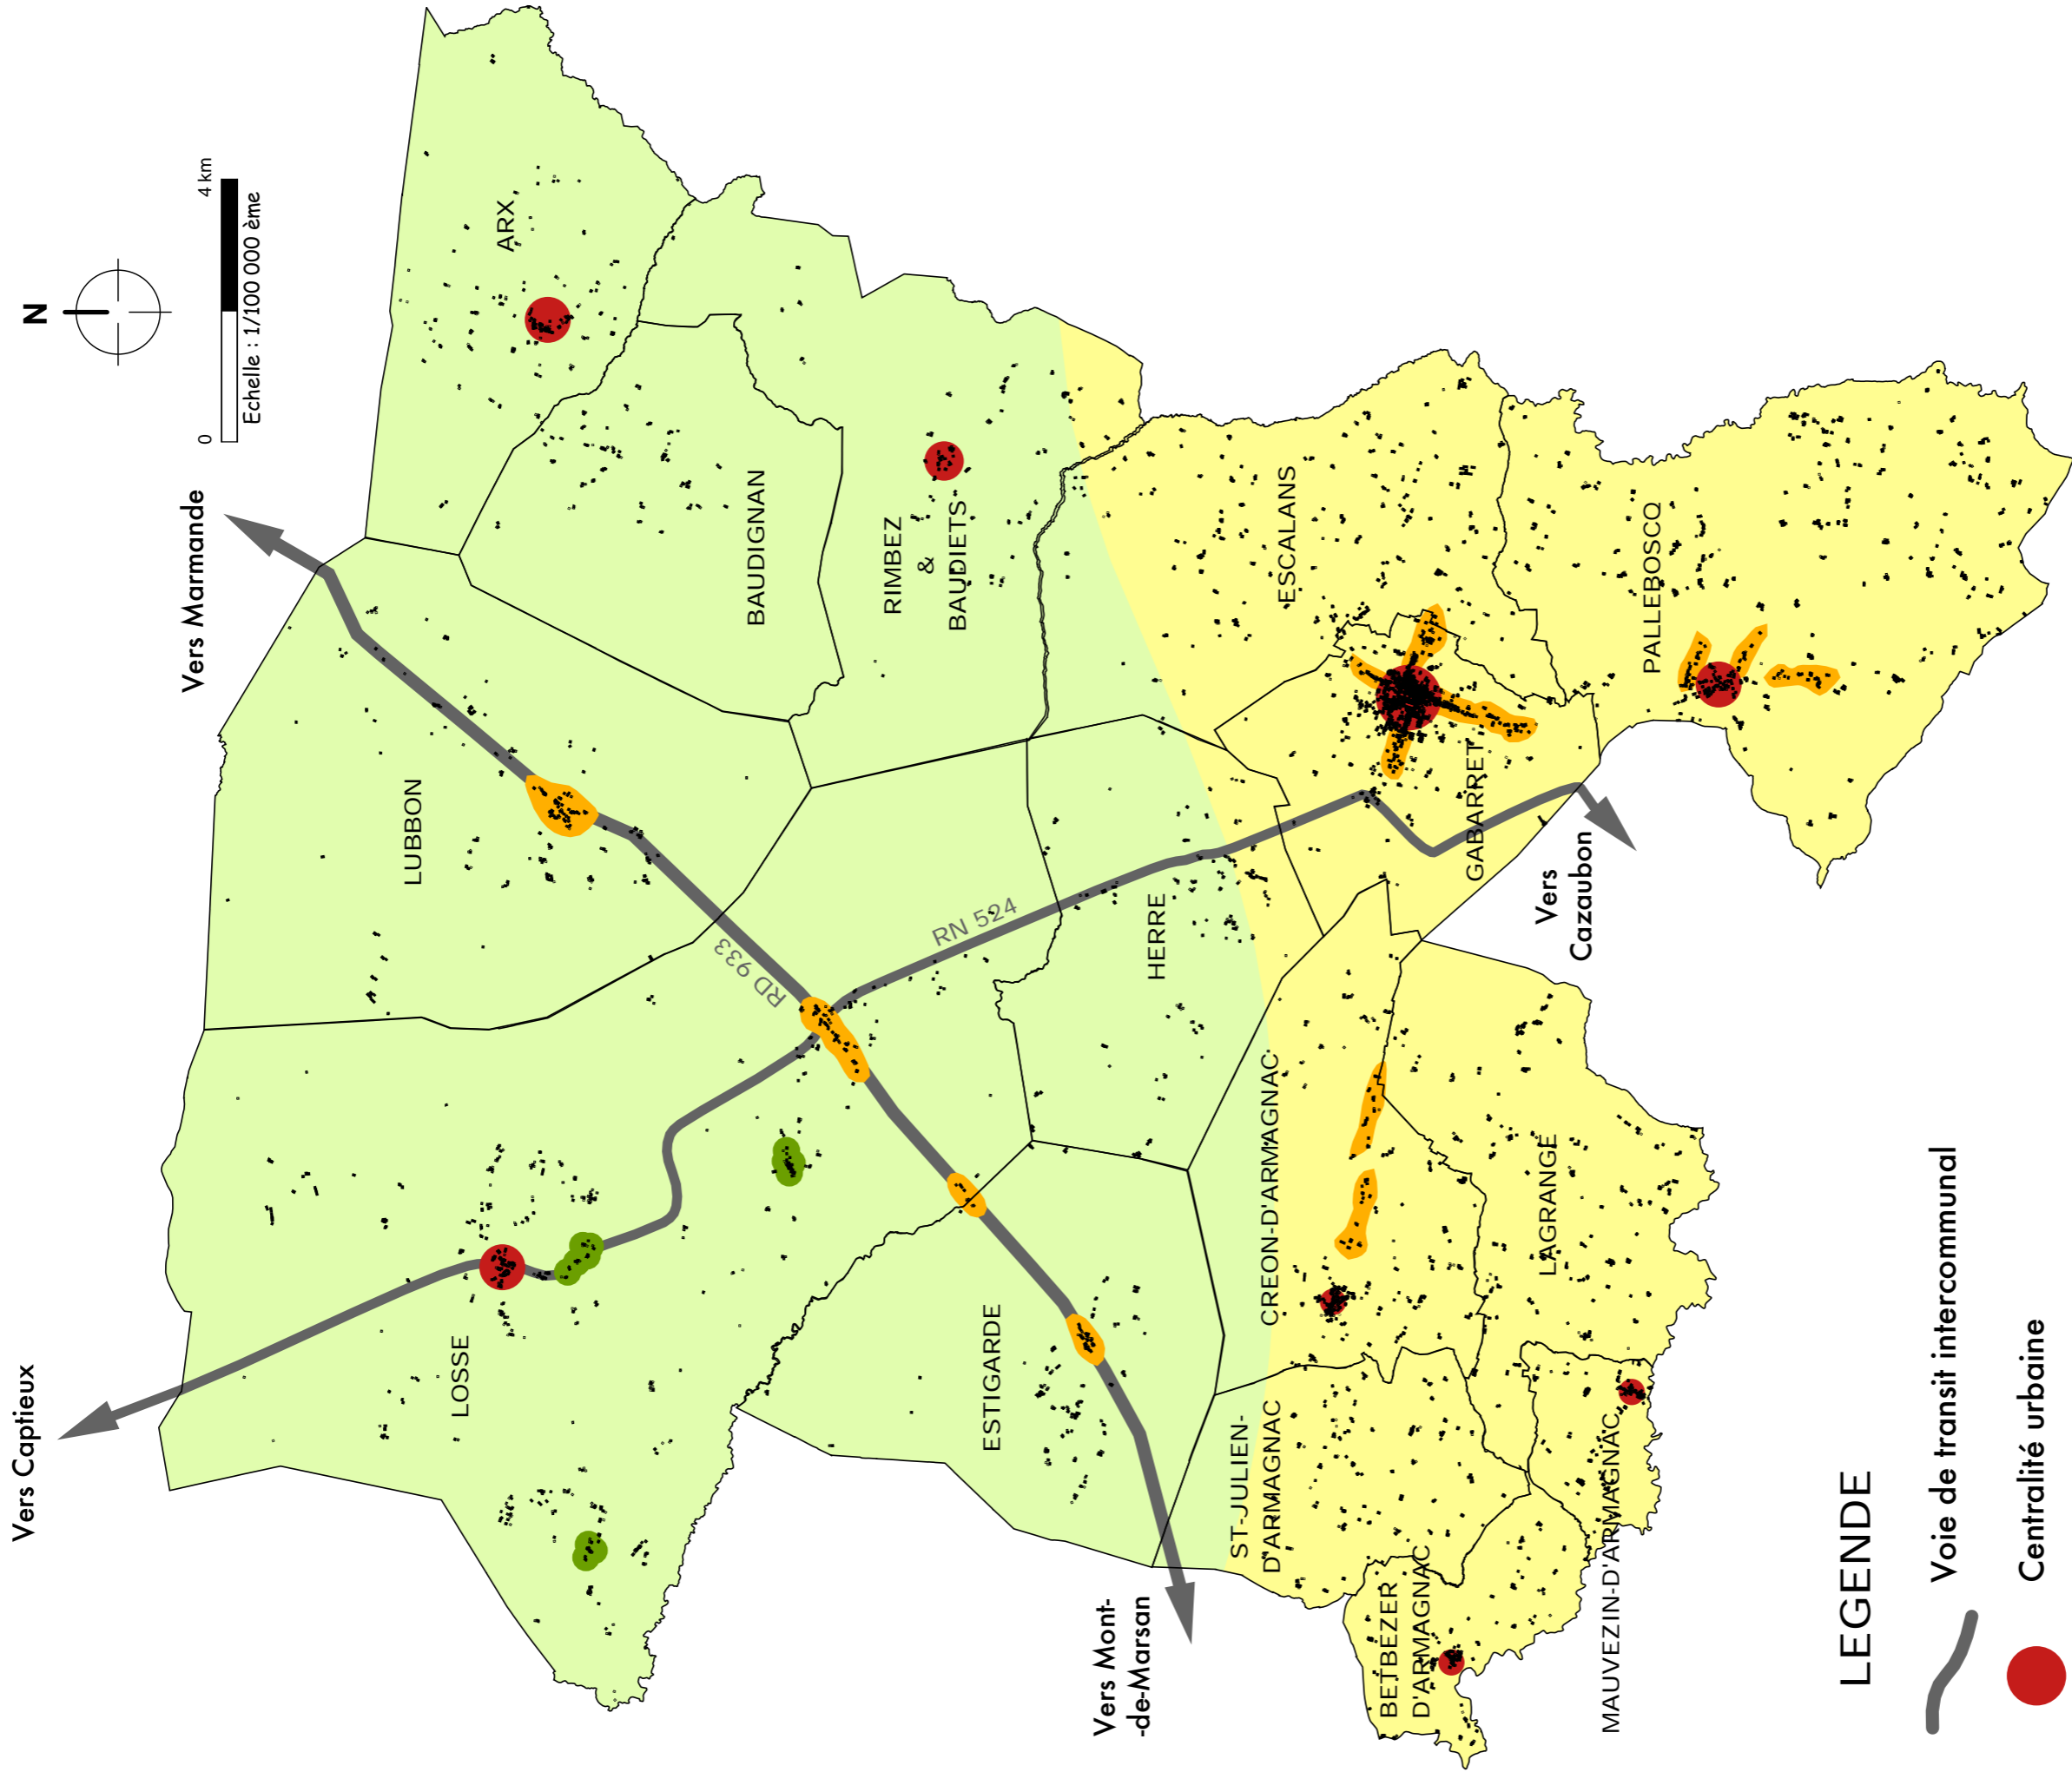 Vers Captieux
N
0
4 km
Echelle : 1/100 000 ème
Vers Marmande
ARX
LUBBON
BAUDIGNAN
LOSSE
RD 933
RIMBEZ
&
BAUDIETS
RN 524
ESTIGARDE
HERRE
ESCALANS
Vers Mont-
-de-Marsan
ST-JULIEN-
D'ARMAGNAC
CREON-D'ARMAGNAC
GABARRET
BETBEZER
D'ARMAGNAC
LAGRANGE
Vers
Cazaubon
MAUVEZIN-D'ARMAGNAC
PALLEBOSCQ
LEGENDE
Voie de transit intercommunal
Centralité urbaine